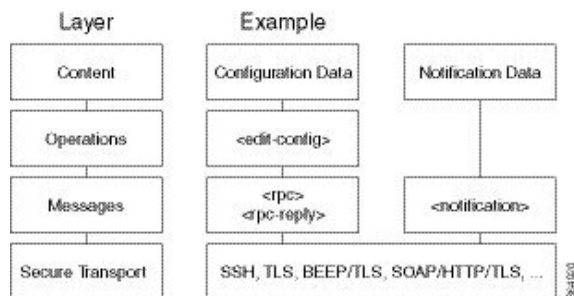 Layer Example
Content Configuration Data Notification Data
Operations <edit-config>
Messages <rpc> <notification>
<rpc-reply>
Secure Transport SSH, TLS, BEEP/TLS, SOAP/HTTP/TLS, ...